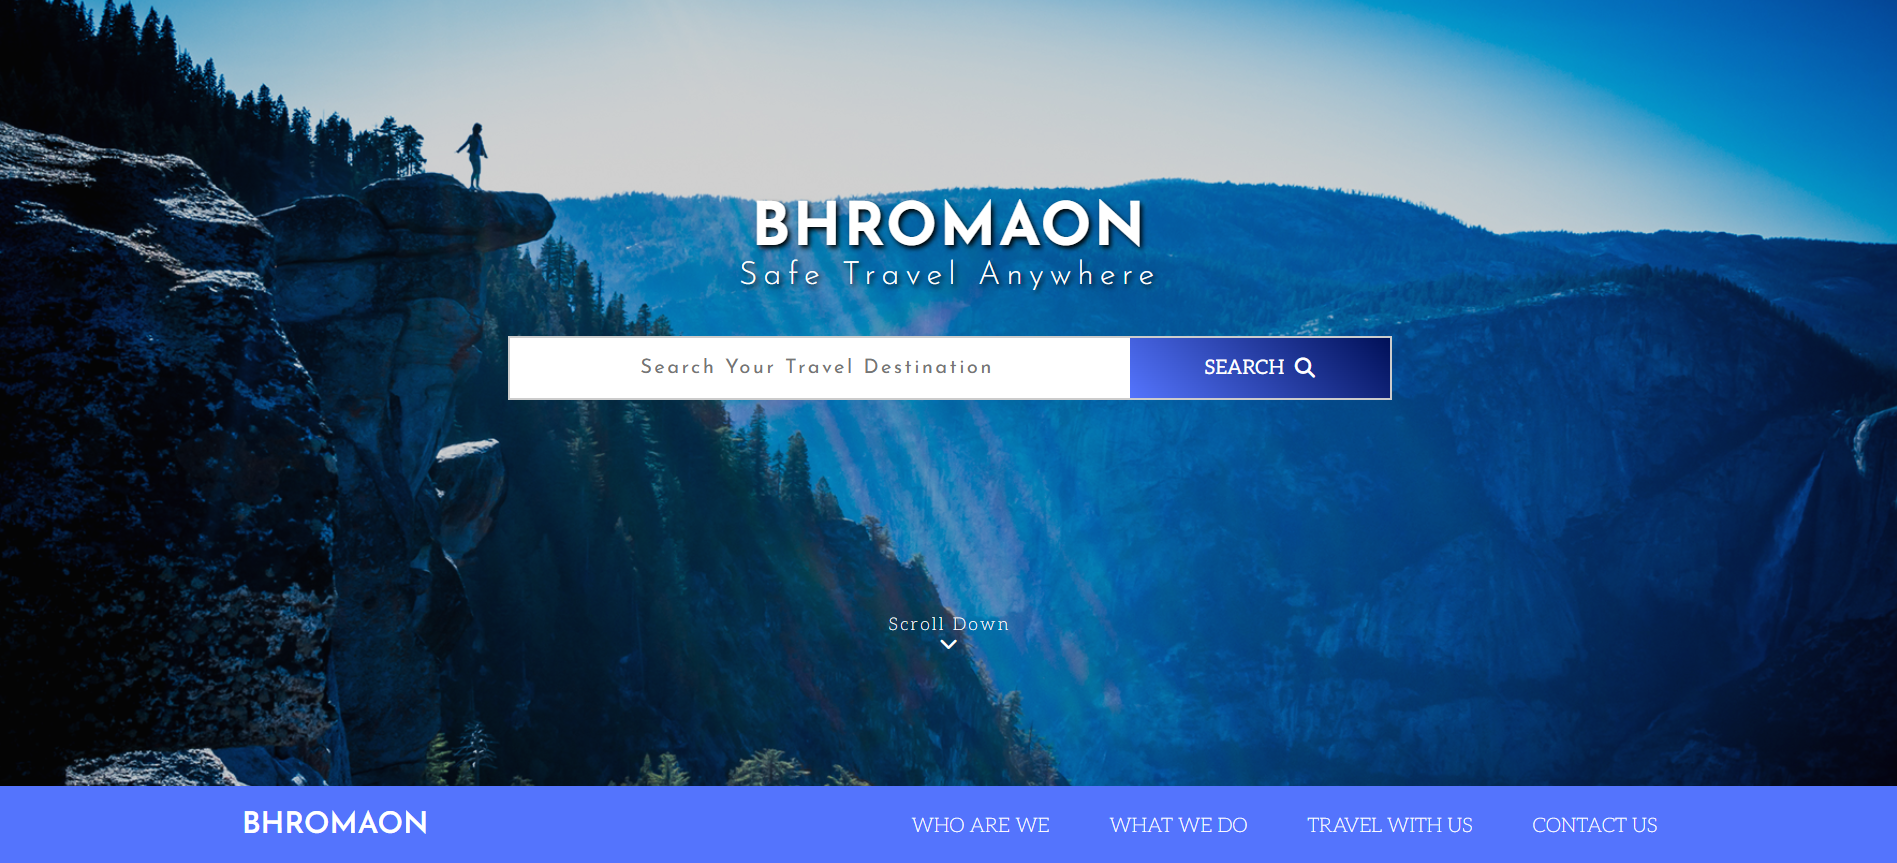 BHROMAON
Safe Travel Anywhere
Search Your Travel Destination
SEARCH
Scroll Down
BHROMAON
WHO ARE WE
WHAT WE DO
TRAVEL WITH US
CONTACT US